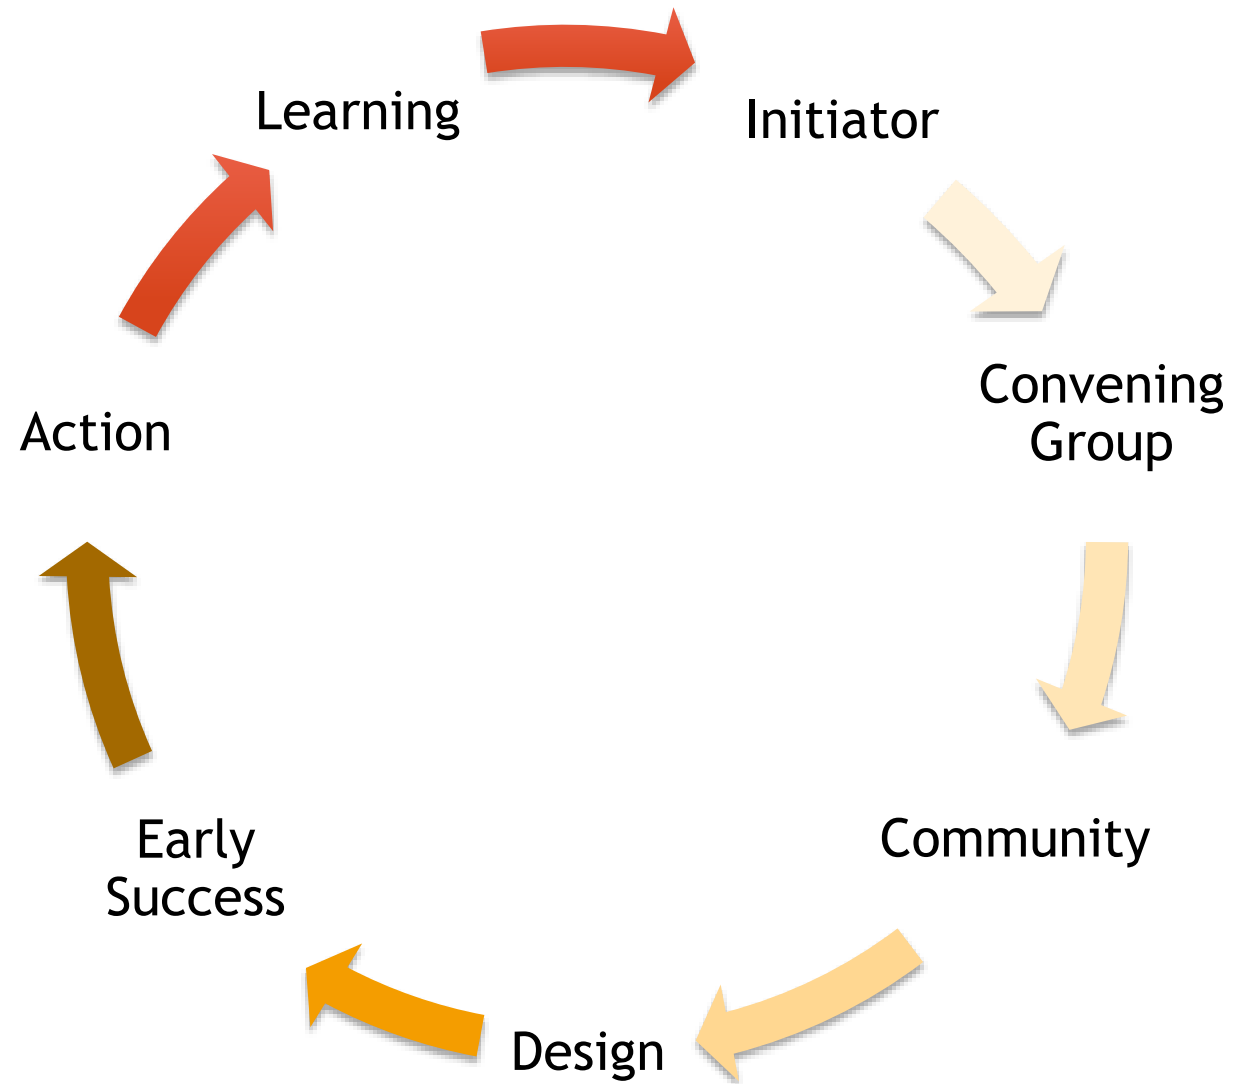 Learning
Initiator
Convening
Group
Community
Design
Early
Success
Action